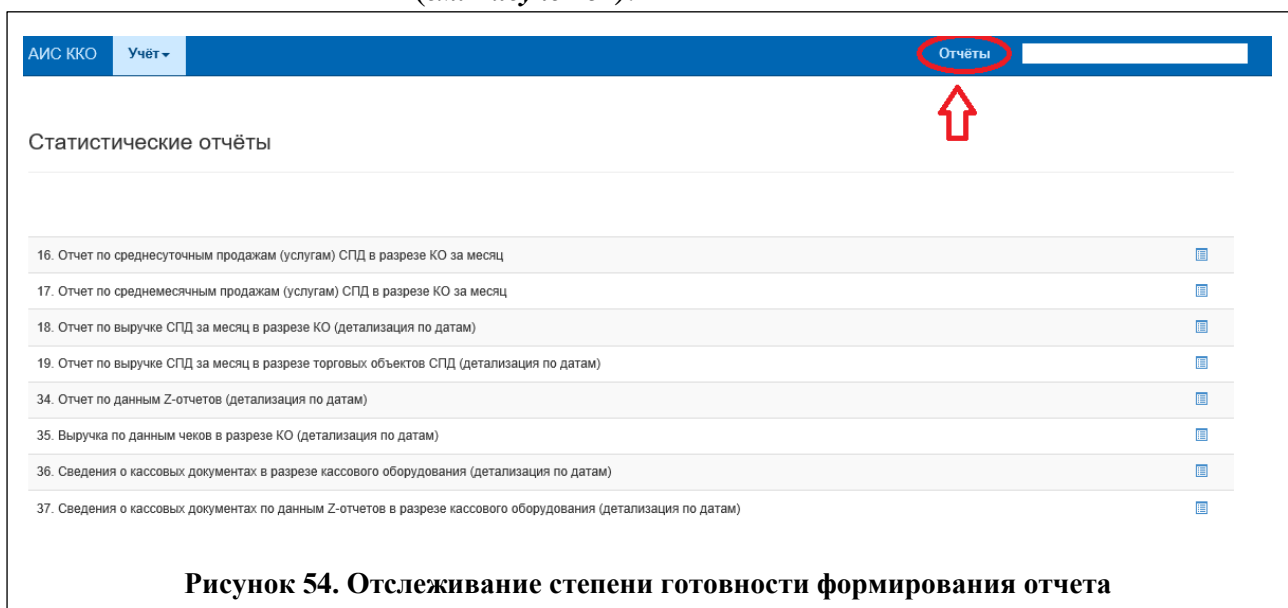 АИС ККО Учёт Отчёты
Статистические отчёты
16. Отчет по среднесуточным продажам (услугам) СПД в разрезе КО за месяц
17. Отчет по среднемесячным продажам (услугам) СПД в разрезе КО за месяц
18. Отчет по выручке СПД за месяц в разрезе КО (детализация по датам)
19. Отчет по выручке СПД за месяц в разрезе торговых объектов СПД (детализация по датам)
34. Отчет по данным Z-отчетов (детализация по датам)
35. Выручка по данным чеков в разрезе КО (детализация по датам)
36. Сведения о кассовых документах в разрезе кассового оборудования (детализация по датам)
37. Сведения о кассовых документах по данным Z-отчетов в разрезе кассового оборудования (детализация по датам)
Рисунок 54. Отслеживание степени готовности формирования отчета